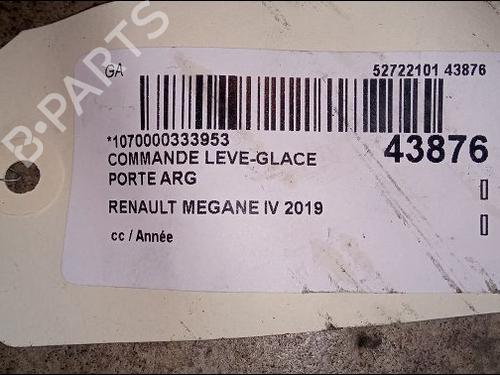 GA
52722101 43876
*1070000333953
43876
COMMANDE LEVE-GLACE
PORTE ARG
RENAULT MEGANE IV 2019
cc / Année
B-PARTS